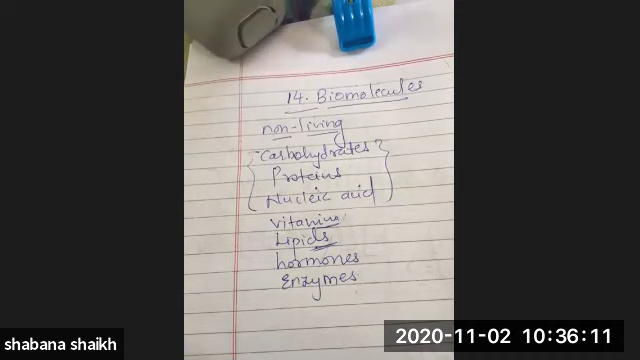 14. Biomolecules
non-living
Carbohydrates
Proteins
Nucleic acid
vitamins
Lipids
hormones
Enzymes
shabana shaikh
2020-11-02 10:36:11